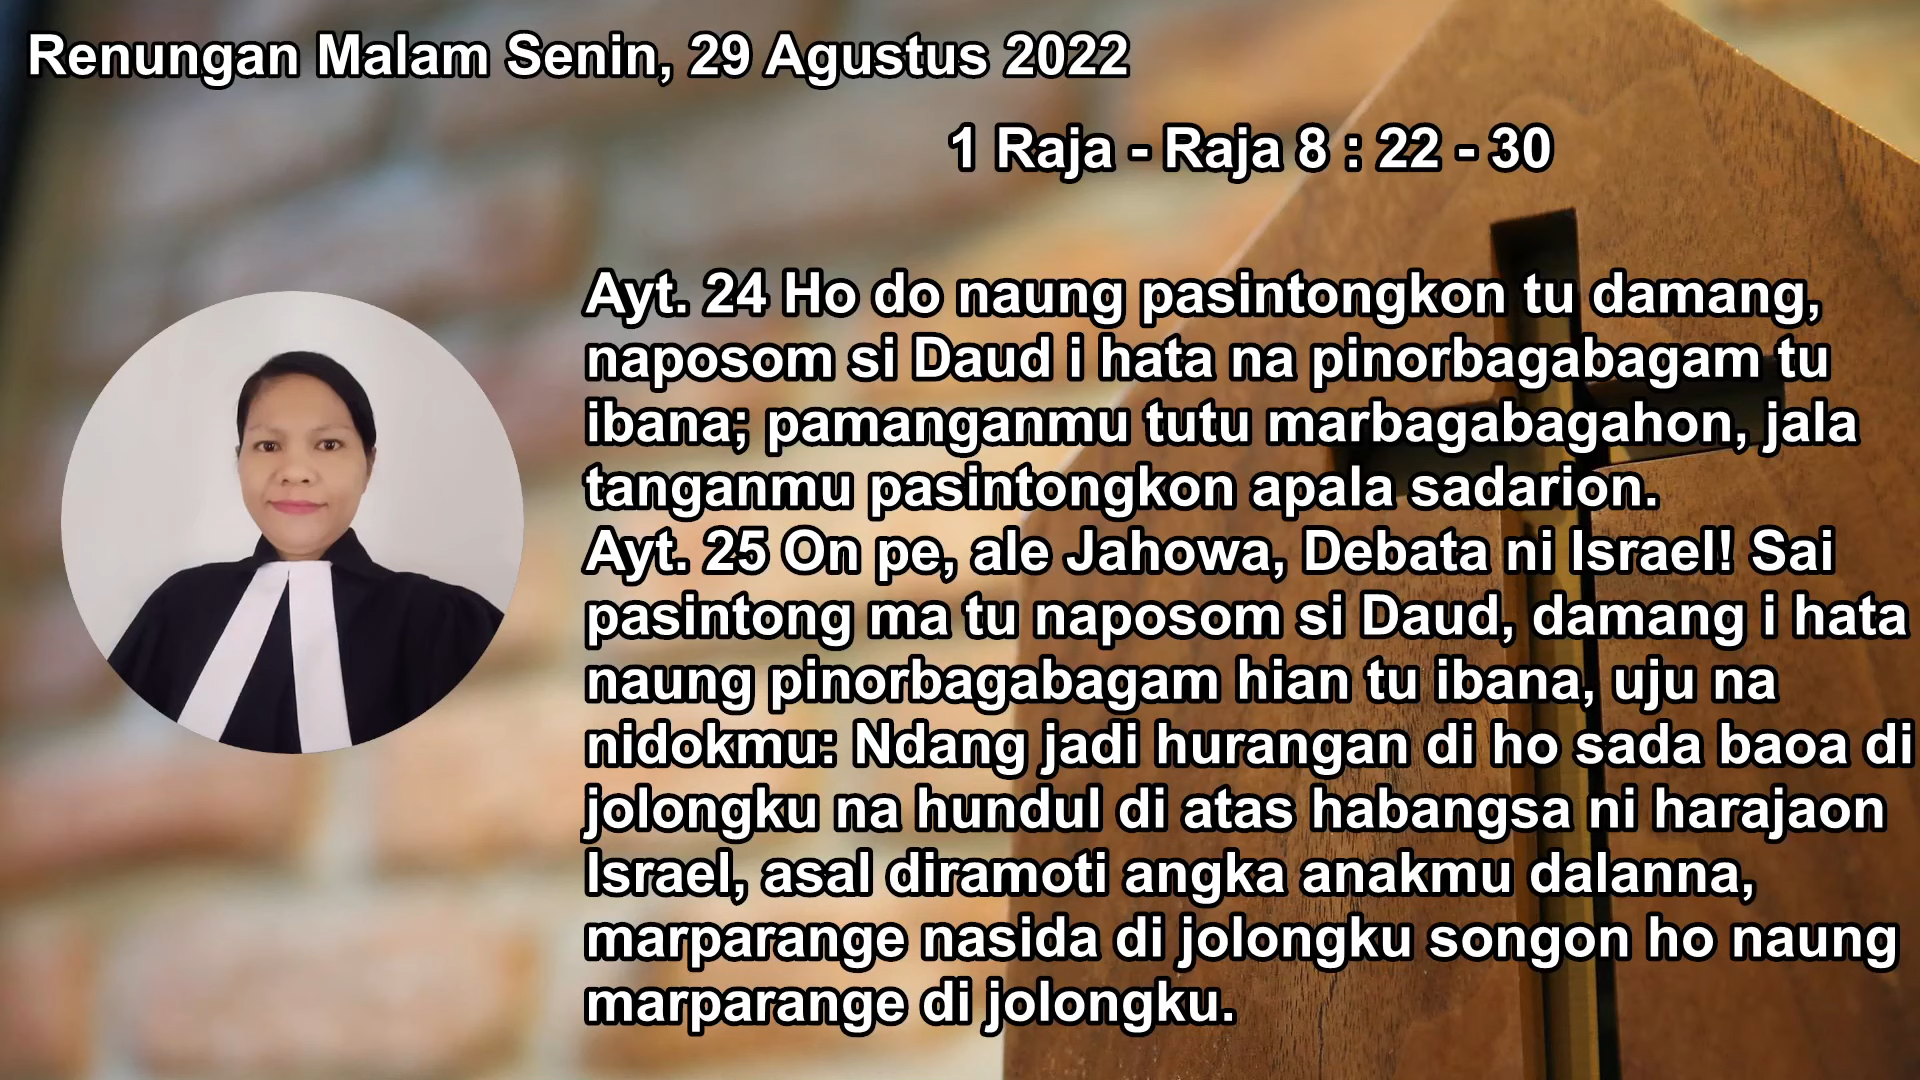 Renungan Malam Senin, 29 Agustus 2022
1 Raja - Raja 8 : 22 - 30
Ayt. 24 Ho do naung pasintongkon tu damang,
naposom si Daud i hata na pinorbagabagam tu
ibana; pamanganmu tutu marbagabagahon, jala
tanganmu pasintongkon apala sadarion.
Ayt. 25 On pe, ale Jahowa, Debata ni Israel! Sai
pasintong ma tu naposom si Daud, damang i hata
naung pinorbagabagam hian tu ibana, uju na
nidokmu: Ndang jadi hurangan di ho sada baoa di
jolongku na hundul di atas habangsa ni harajaon
Israel, asal diramoti angka anakmu dalanna,
marparange nasida di jolongku songon ho naung
marparange di jolongku.